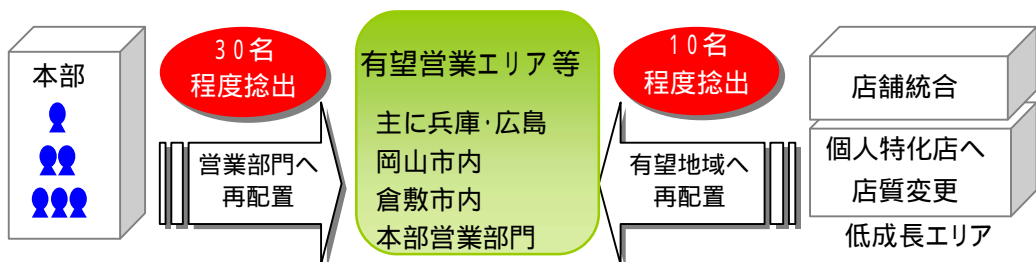 本部
30名
程度捻出
営業部門へ
再配置
有望営業エリア等
主に兵庫・広島
岡山市内
倉敷市内
本部営業部門
10名
程度捻出
有望地域へ
再配置
店舗統合
個人特化店へ
店質変更
低成長エリア